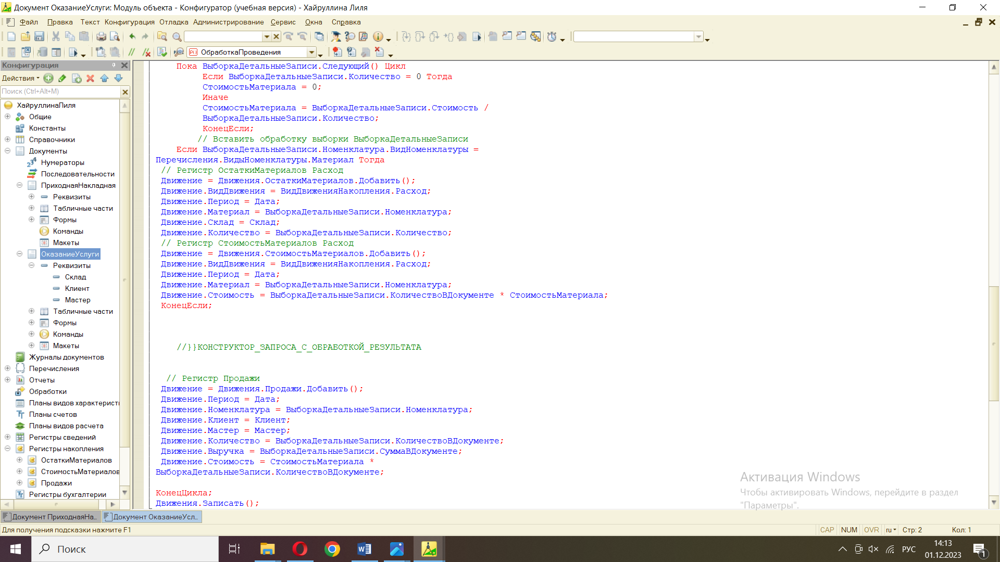 Документ ОказаниеУслуги: Модуль объекта - Конфигуратор (учебная версия) - Хайруллина Лиля
Файл Правка Текст Конфигурация Отладка Администрирование Сервис Окна Справка
ОбработкаПроведения
Конфигурация
Действия
Поиск (Ctrl+Alt+M)
ХайруллинаЛиля
Общие
Константы
Справочники
Документы
Нумераторы
Последовательности
ПриходнаяНакладная
Реквизиты
Табличные части
Формы
Команды
Макеты
ОказаниеУслуги
Реквизиты
Склад
Клиент
Мастер
Табличные части
Формы
Команды
Макеты
Журналы документов
Перечисления
Отчеты
Обработки
Планы видов характеристи
Планы счетов
Планы видов расчета
Регистры сведений
Регистры накопления
ОстаткиМатериалов
СтоимостьМатериалов
Продажи
Регистры бухгалтерии
Пока ВыборкаДетальныеЗаписи.Следующий() Цикл
Если ВыборкаДетальныеЗаписи.Количество = 0 Тогда
СтоимостьМатериала = 0;
Иначе
СтоимостьМатериала = ВыборкаДетальныеЗаписи.Стоимость /
ВыборкаДетальныеЗаписи.Количество;
КонецЕсли;
// Вставить обработку выборки ВыборкаДетальныеЗаписи
Если ВыборкаДетальныеЗаписи.Номенклатура.ВидНоменклатуры =
Перечисления.ВидыНоменклатуры.Материал Тогда
// Регистр ОстаткиМатериалов Расход
Движение = Движения.ОстаткиМатериалов.Добавить();
Движение.ВидДвижения = ВидДвиженияНакопления.Расход;
Движение.Период = Дата;
Движение.Материал = ВыборкаДетальныеЗаписи.Номенклатура;
Движение.Склад = Склад;
Движение.Количество = ВыборкаДетальныеЗаписи.Количество;
// Регистр СтоимостьМатериалов Расход
Движение = Движения.СтоимостьМатериалов.Добавить();
Движение.ВидДвижения = ВидДвиженияНакопления.Расход;
Движение.Период = Дата;
Движение.Материал = ВыборкаДетальныеЗаписи.Номенклатура;
Движение.Стоимость = ВыборкаДетальныеЗаписи.КоличествоВДокументе * СтоимостьМатериала;
КонецЕсли;
//}}КОНСТРУКТОР_ЗАПРОСА_С_ОБРАБОТКОЙ_РЕЗУЛЬТАТА
// Регистр Продажи
Движение = Движения.Продажи.Добавить();
Движение.Период = Дата;
Движение.Номенклатура = ВыборкаДетальныеЗаписи.Номенклатура;
Движение.Клиент = Клиент;
Движение.Мастер = Мастер;
Движение.Количество = ВыборкаДетальныеЗаписи.КоличествоВДокументе;
Движение.Выручка = ВыборкаДетальныеЗаписи.СуммаВДокументе;
Движение.Стоимость = СтоимостьМатериала *
ВыборкаДетальныеЗаписи.КоличествоВДокументе;
КонецЦикла;
Движения.Записать();
Активация Windows
Чтобы активировать Windows, перейдите в раздел
"Параметры".
Документ ПриходнаяНа... Документ ОказаниеУсл...
Для получения подсказки нажмите F1 CAP NUM OVR ru Стр: 2 Кол: 1
Поиск
РУС
14:13
01.12.2023
1